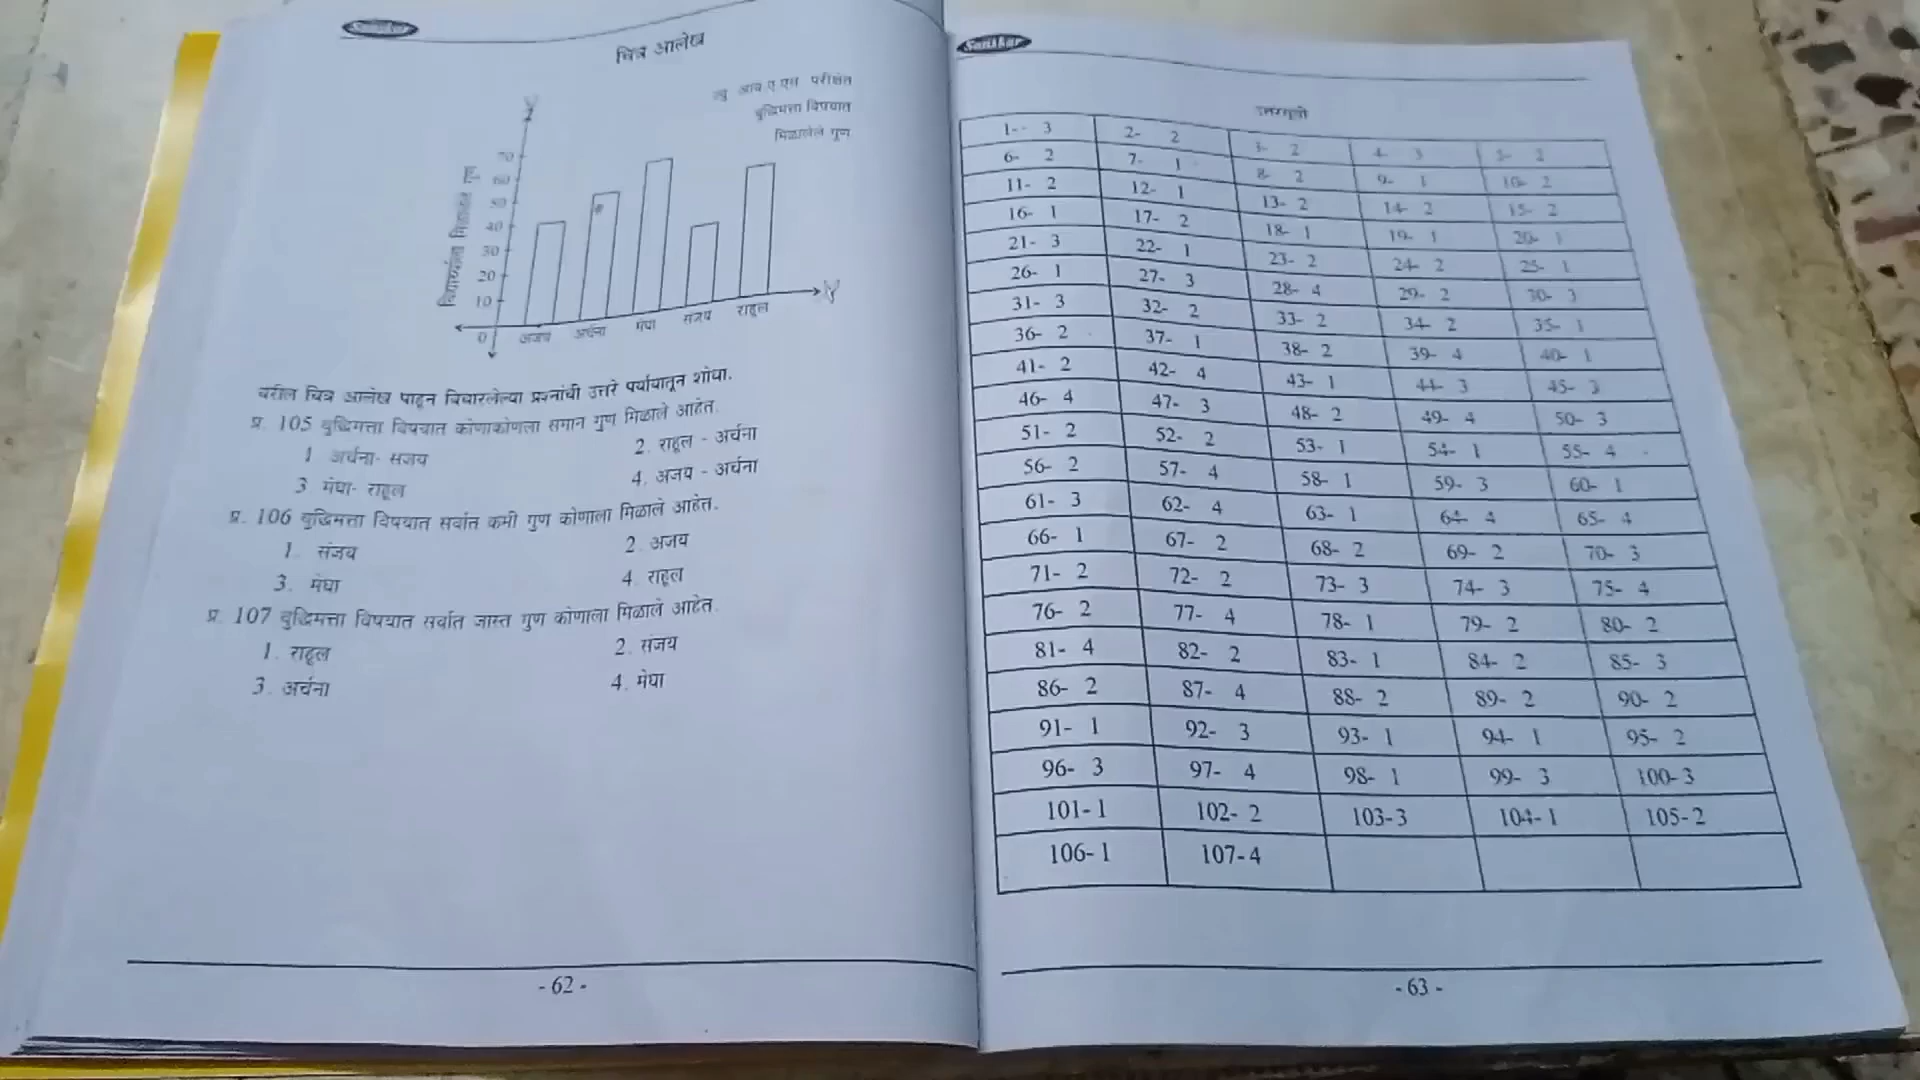 Sanskar
चित्र आलेख
आय.ए.एस परीक्षेत
बुद्धिमत्ता विषयात
मिळालेले गुण
विद्यार्थ्यांना मिळालेले गुण
70
60
50
40
30
20
10
0
अजय अर्चना मेघा संजय राहूल
वरील चित्र आलेख पाहून विचारलेल्या प्रश्नांची उत्तरे पर्यायातून शोधा.
प्र. 105 बुद्धिमत्ता विषयात कोणाकोणला समान गुण मिळाले आहेत.
1 अर्चना- संजय 2. राहूल - अर्चना
3 मेघा- राहूल 4. अजय - अर्चना
प्र. 106 बुद्धिमत्ता विषयात सर्वात कमी गुण कोणाला मिळाले आहेत.
1. संजय 2. अजय
3. मेघा 4. राहूल
प्र. 107 बुद्धिमत्ता विषयात सर्वात जास्त गुण कोणाला मिळाले आहेत.
1. राहूल 2. संजय
3. अर्चना 4. मेघा
- 62 -
Sanskar
उत्तरसूची
1- 3 2- 2 3- 2 4- 3 5- 2
6- 2 7- 1 8- 2 9- 1 10- 2
11- 2 12- 1 13- 2 14- 2 15- 2
16- 1 17- 2 18- 1 19- 1 20- 1
21- 3 22- 1 23- 2 24- 2 25- 1
26- 1 27- 3 28- 4 29- 2 30- 3
31- 3 32- 2 33- 2 34- 2 35- 1
36- 2 37- 1 38- 2 39- 4 40- 1
41- 2 42- 4 43- 1 44- 3 45- 3
46- 4 47- 3 48- 2 49- 4 50- 3
51- 2 52- 2 53- 1 54- 1 55- 4
56- 2 57- 4 58- 1 59- 3 60- 1
61- 3 62- 4 63- 1 64- 4 65- 4
66- 1 67- 2 68- 2 69- 2 70- 3
71- 2 72- 2 73- 3 74- 3 75- 4
76- 2 77- 4 78- 1 79- 2 80- 2
81- 4 82- 2 83- 1 84- 2 85- 3
86- 2 87- 4 88- 2 89- 2 90- 2
91- 1 92- 3 93- 1 94- 1 95- 2
96- 3 97- 4 98- 1 99- 3 100-3
101-1 102- 2 103-3 104-1 105-2
106-1 107-4
- 63 -